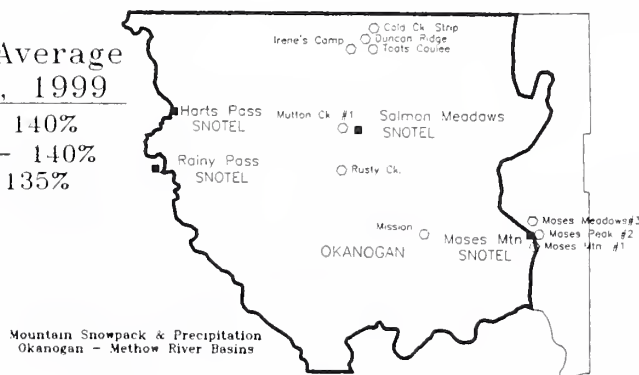 Average
, 1999
140%
- 140%
135%
Cold Ck Strip
Duncan Ridge
Irene's Camp
Toats Coulee
Harts Pass
SNOTEL
Mutton Ck #1
Salmon Meadows
SNOTEL
Rainy Pass
SNOTEL
Rusty Ck.
Mission
OKANOGAN
Moses Mtn
SNOTEL
Moses Meadows#3
Moses Peak #2
Moses Mtn #1
Mountain Snowpack & Precipitation
Okanogan - Methow River Basins